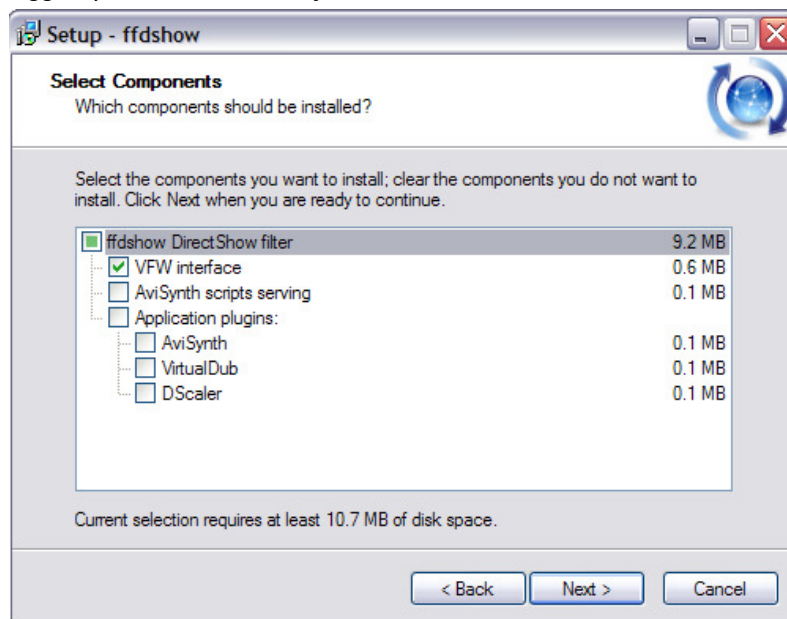 Setup - ffdshow
Select Components
Which components should be installed?
Select the components you want to install; clear the components you do not want to
install. Click Next when you are ready to continue.
ffdshow DirectShow filter 9.2 MB
VFW interface 0.6 MB
AviSynth scripts serving 0.1 MB
Application plugins:
AviSynth 0.1 MB
VirtualDub 0.1 MB
DScaler 0.1 MB
Current selection requires at least 10.7 MB of disk space.
< Back Next > Cancel